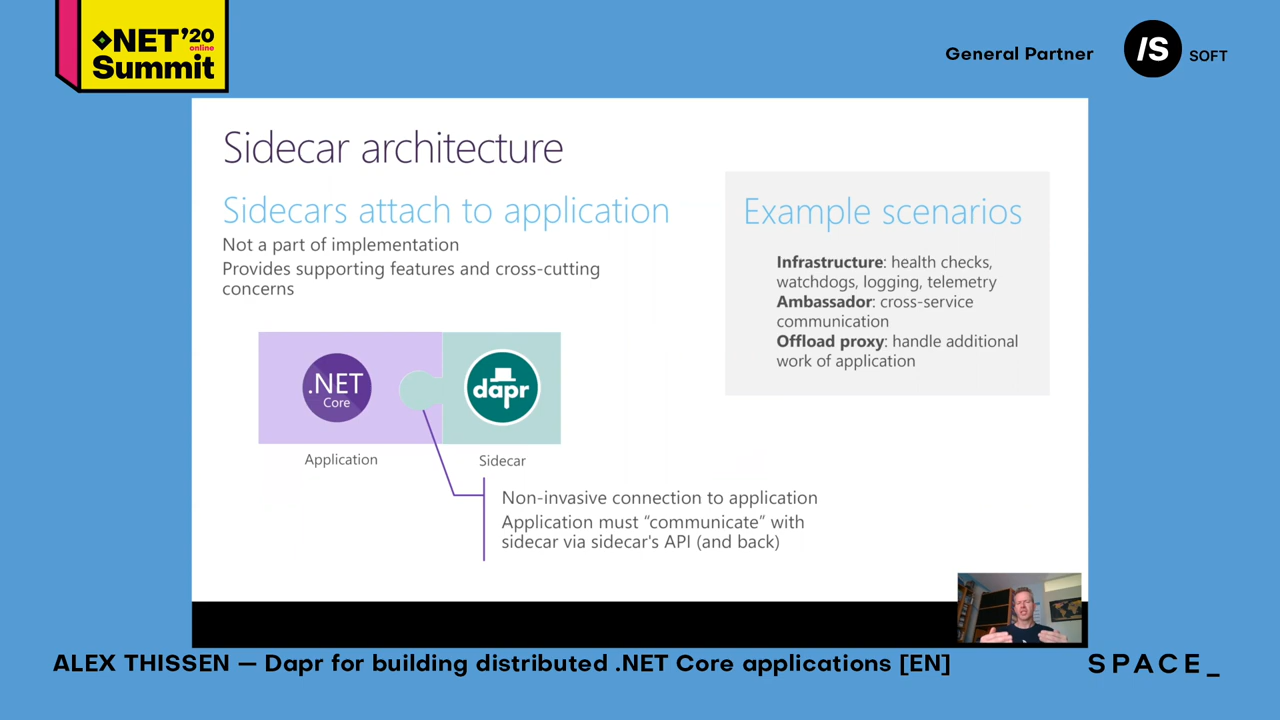 .NET'20
online
Summit
General Partner
/S
SOFT
Sidecar architecture
Sidecars attach to application
Not a part of implementation
Provides supporting features and cross-cutting
concerns
Example scenarios
Infrastructure: health checks,
watchdogs, logging, telemetry
Ambassador: cross-service
communication
Offload proxy: handle additional
work of application
.NET
Core
dapr
Application
Sidecar
Non-invasive connection to application
Application must “communicate” with
sidecar via sidecar's API (and back)
ALEX THISSEN — Dapr for building distributed .NET Core applications [EN]
SPACE_